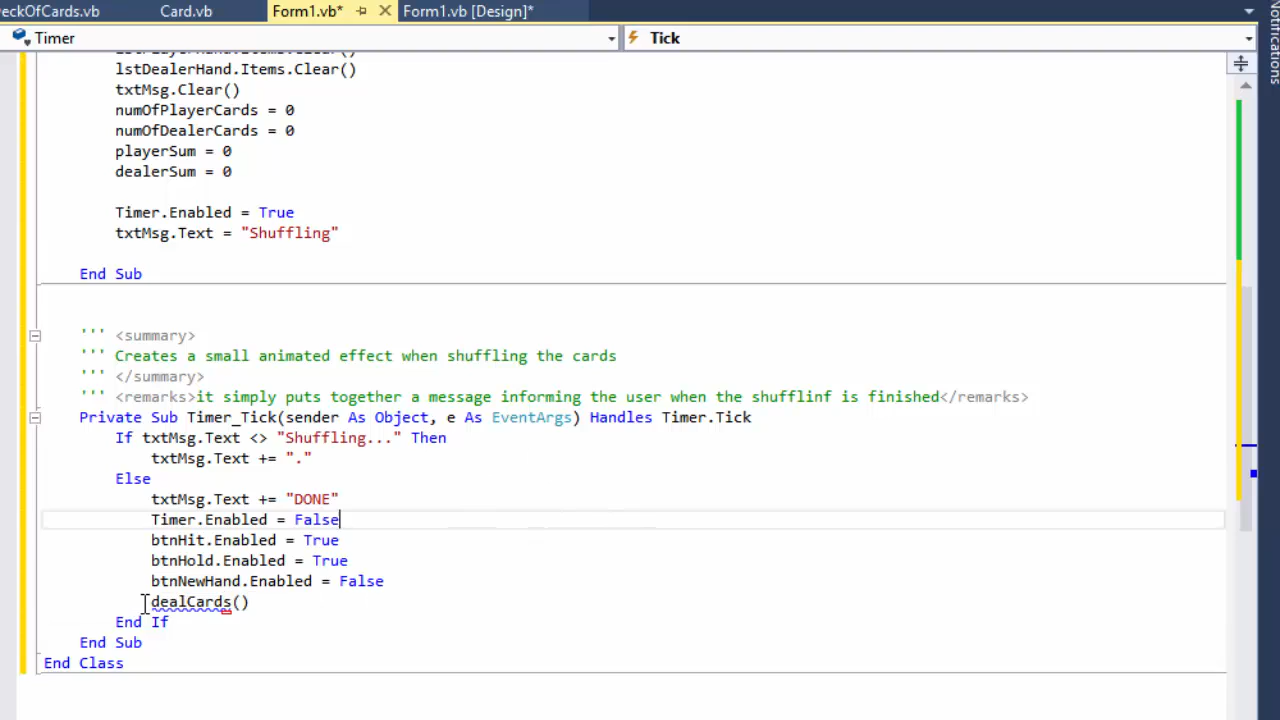 eckOfCards.vb Card.vb Form1.vb* Form1.vb [Design]*
Timer Tick
Notifications
lstDealerHand.Items.Clear()
txtMsg.Clear()
numOfPlayerCards = 0
numOfDealerCards = 0
playerSum = 0
dealerSum = 0
Timer.Enabled = True
txtMsg.Text = "Shuffling"
End Sub
''' <summary>
''' Creates a small animated effect when shuffling the cards
''' </summary>
''' <remarks>it simply puts together a message informing the user when the shufflinf is finished</remarks>
Private Sub Timer_Tick(sender As Object, e As EventArgs) Handles Timer.Tick
If txtMsg.Text <> "Shuffling..." Then
txtMsg.Text += "."
Else
txtMsg.Text += "DONE"
Timer.Enabled = False
btnHit.Enabled = True
btnHold.Enabled = True
btnNewHand.Enabled = False
dealCards()
End If
End Sub
End Class